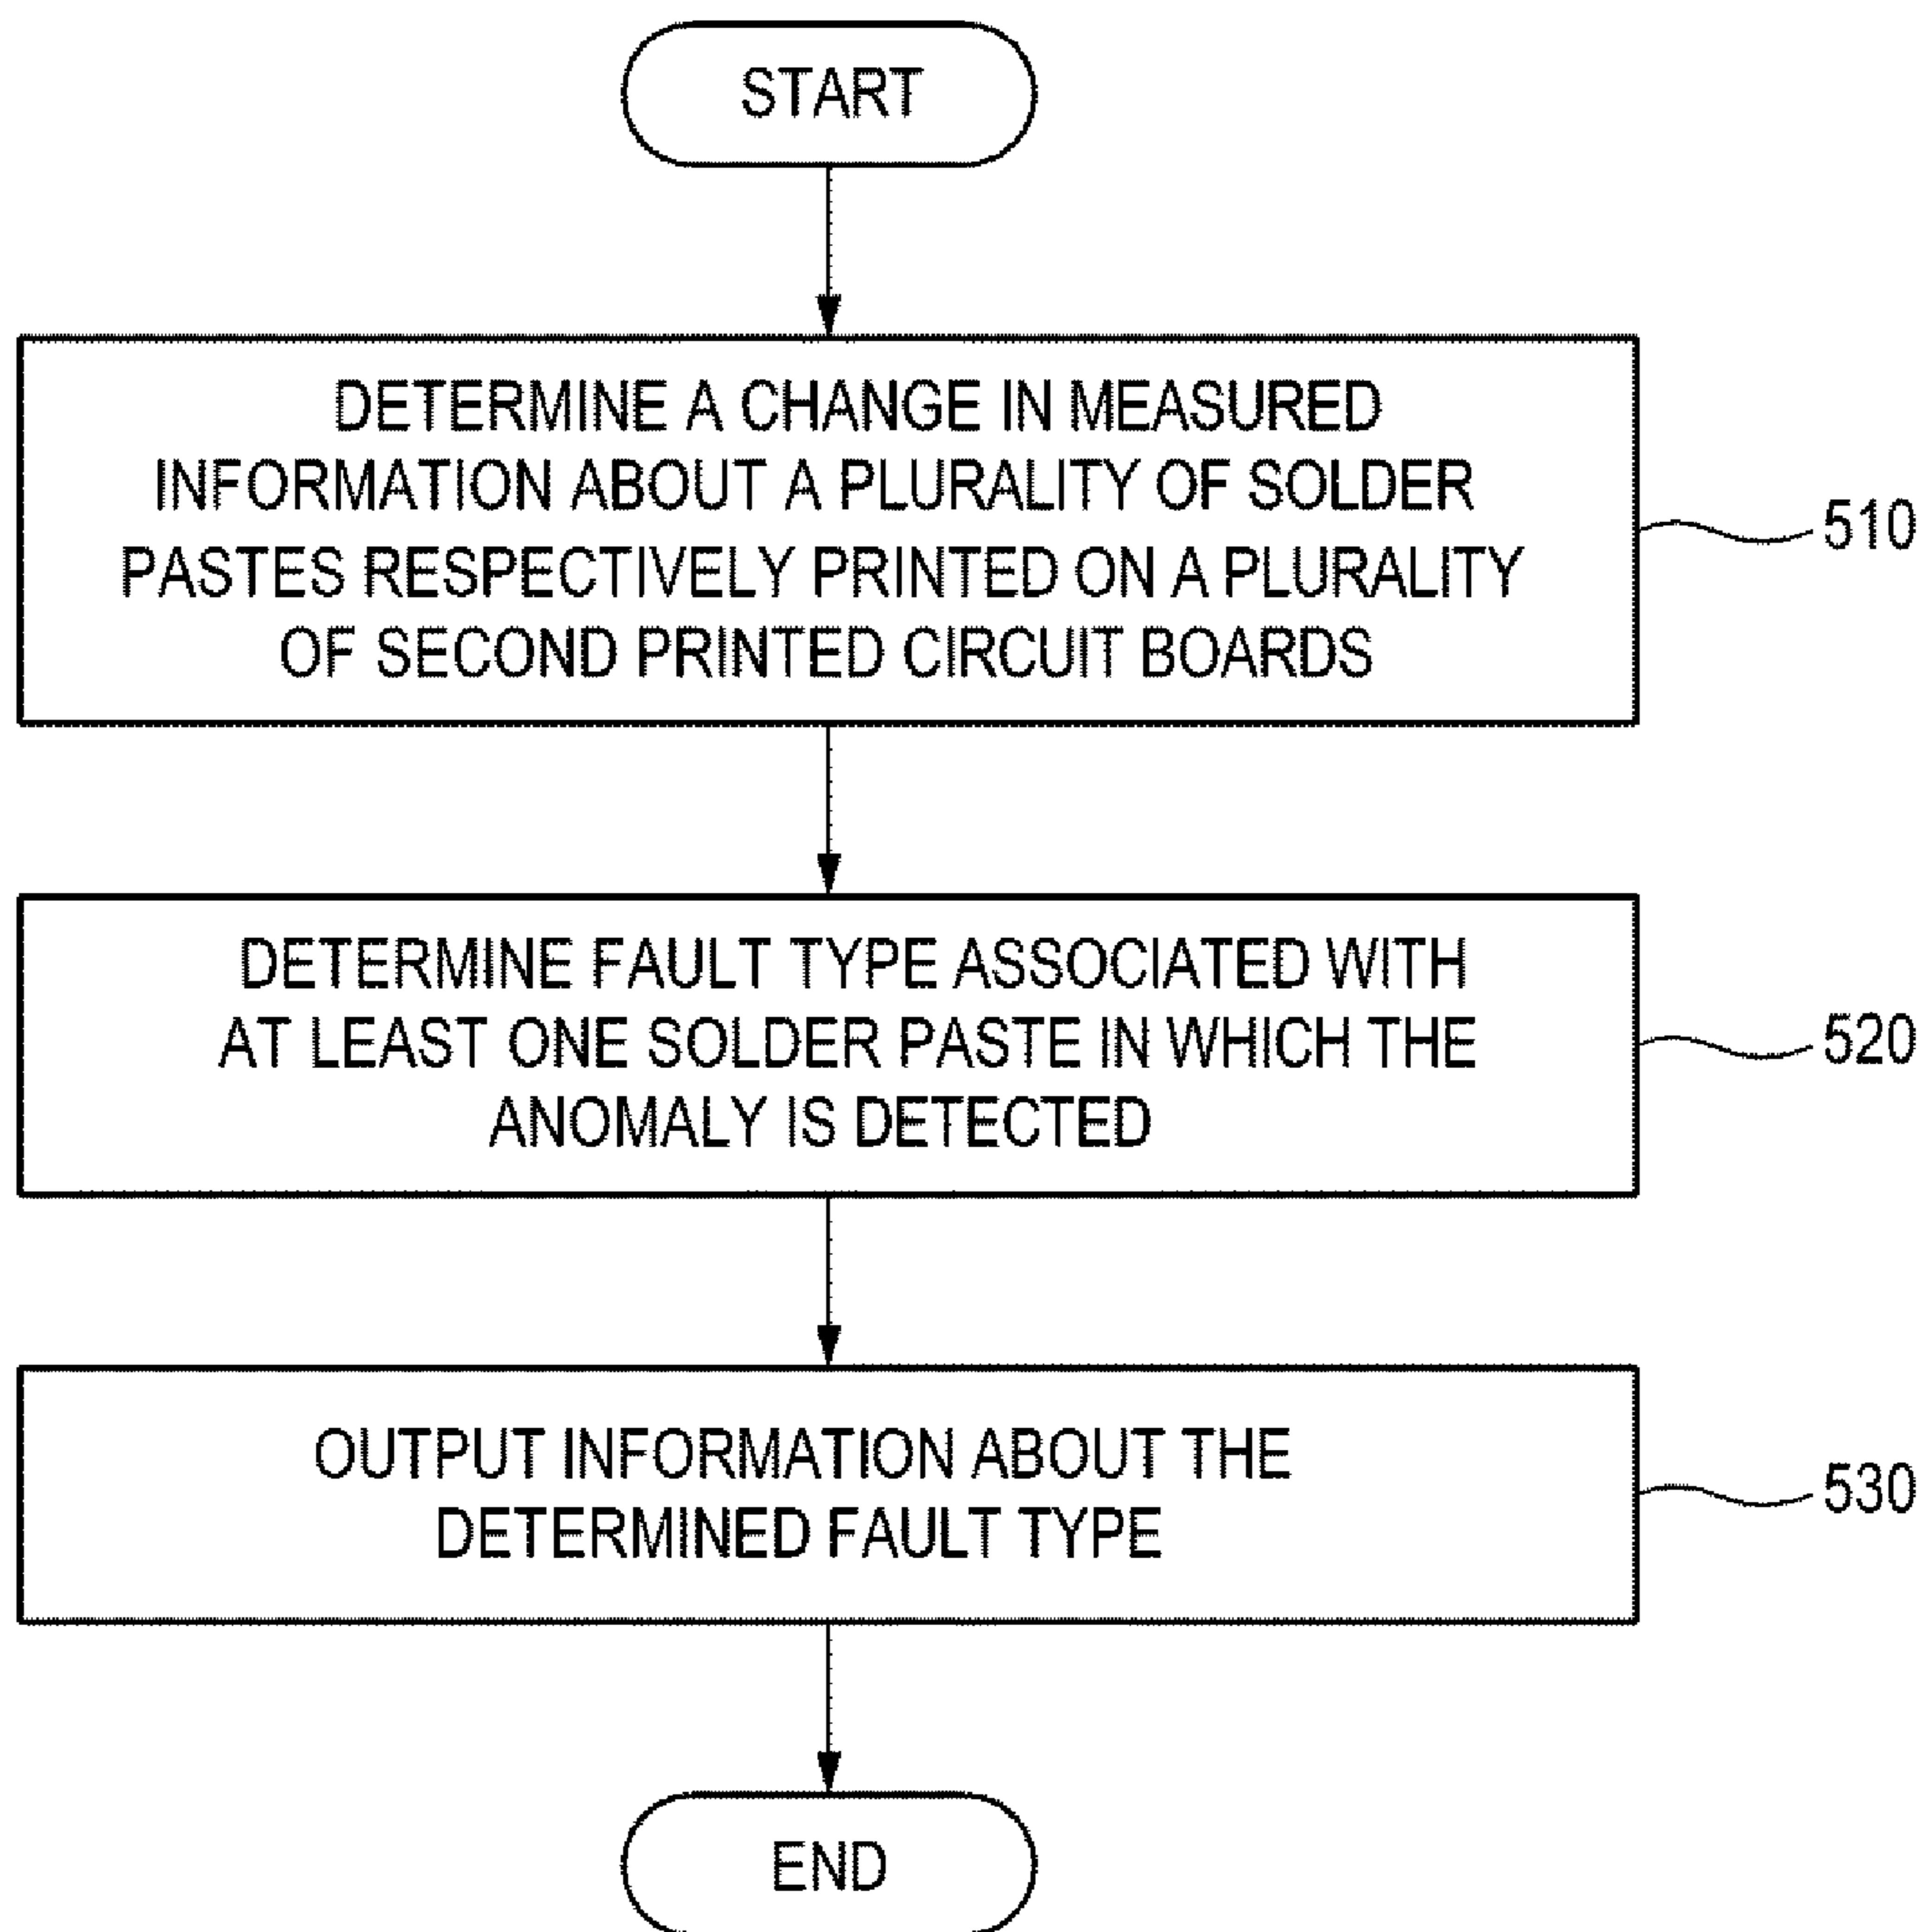 START
DETERMINE A CHANGE IN MEASURED
INFORMATION ABOUT A PLURALITY OF SOLDER
PASTES RESPECTIVELY PRINTED ON A PLURALITY
OF SECOND PRINTED CIRCUIT BOARDS
510
DETERMINE FAULT TYPE ASSOCIATED WITH
AT LEAST ONE SOLDER PASTE IN WHICH THE
ANOMALY IS DETECTED
520
OUTPUT INFORMATION ABOUT THE
DETERMINED FAULT TYPE
530
END